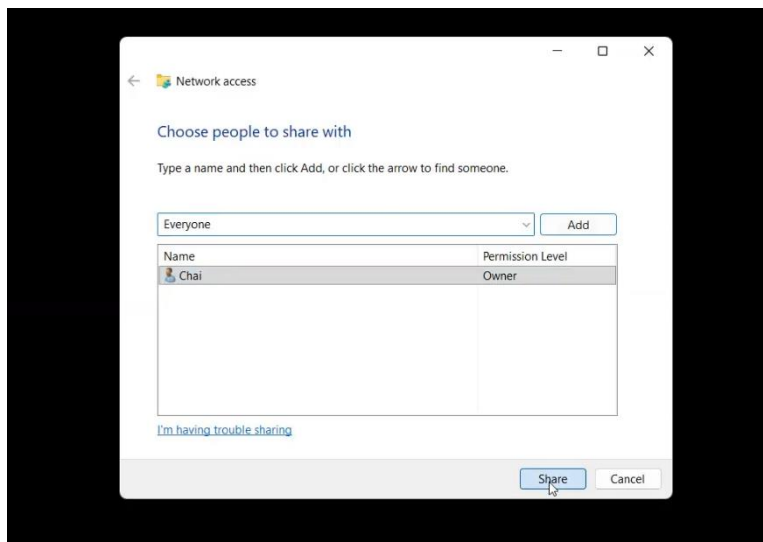 Network access
Choose people to share with
Type a name and then click Add, or click the arrow to find someone.
Everyone Add
Name Permission Level
Chai Owner
I'm having trouble sharing
Share Cancel